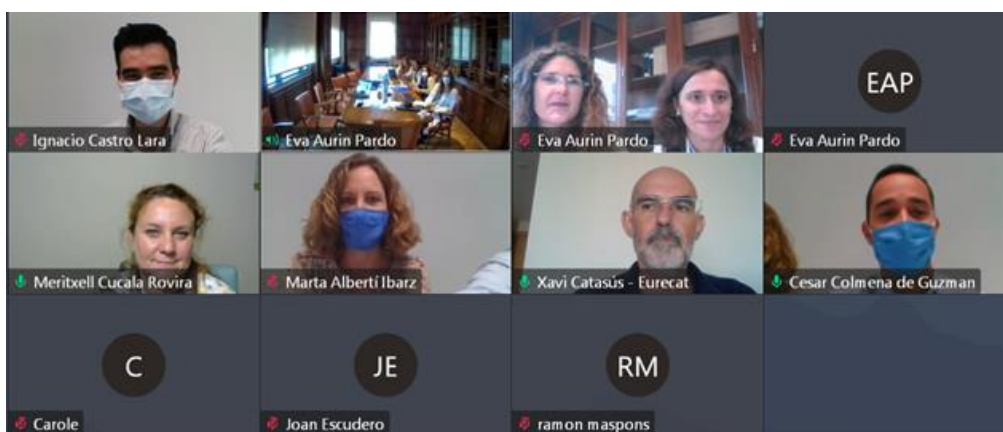 Ignacio Castro Lara
Eva Aurin Pardo
Eva Aurin Pardo
EAP
Eva Aurin Pardo
Meritxell Cucala Rovira
Marta Albertí Ibarz
Xavi Catasús - Eurecat
Cesar Colmena de Guzman
C
Carole
JE
Joan Escudero
RM
ramon maspons